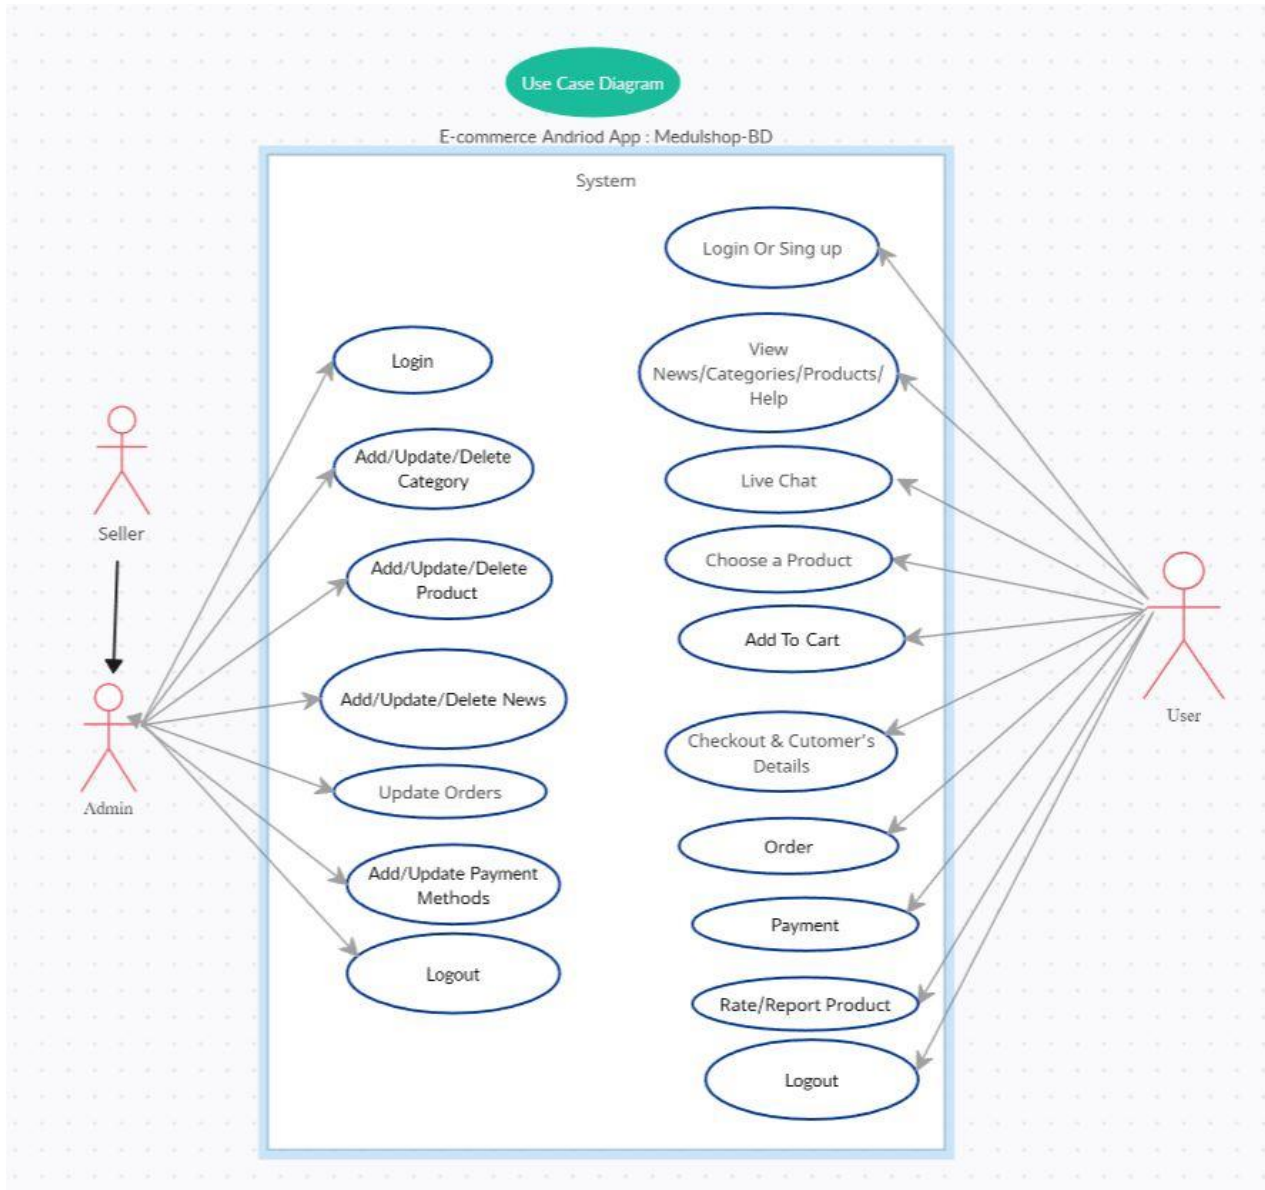 Use Case Diagram
E-commerce Andriod App : Medulshop-BD
System
Login Or Sing up
View
News/Categories/Products/
Help
Live Chat
Choose a Product
Add To Cart
Checkout & Cutomer's
Details
Order
Payment
Rate/Report Product
Logout
Login
Add/Update/Delete
Category
Add/Update/Delete
Product
Add/Update/Delete News
Update Orders
Add/Update Payment
Methods
Logout
Seller
Admin
User